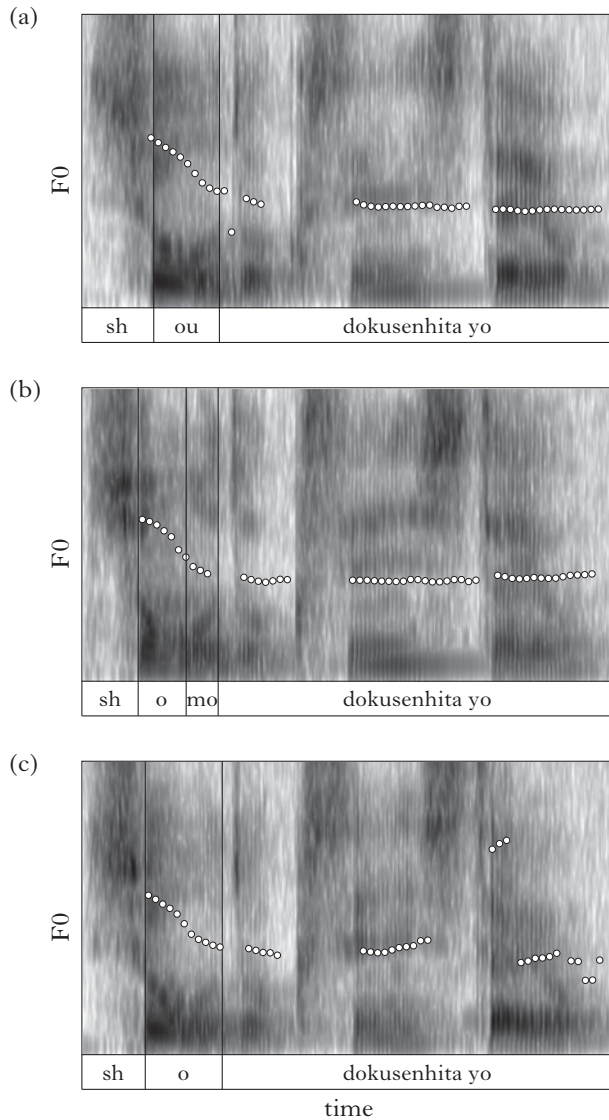 (a)
F0
sh ou dokusenhita yo
(b)
F0
sh o mo dokusenhita yo
(c)
F0
sh o dokusenhita yo
time